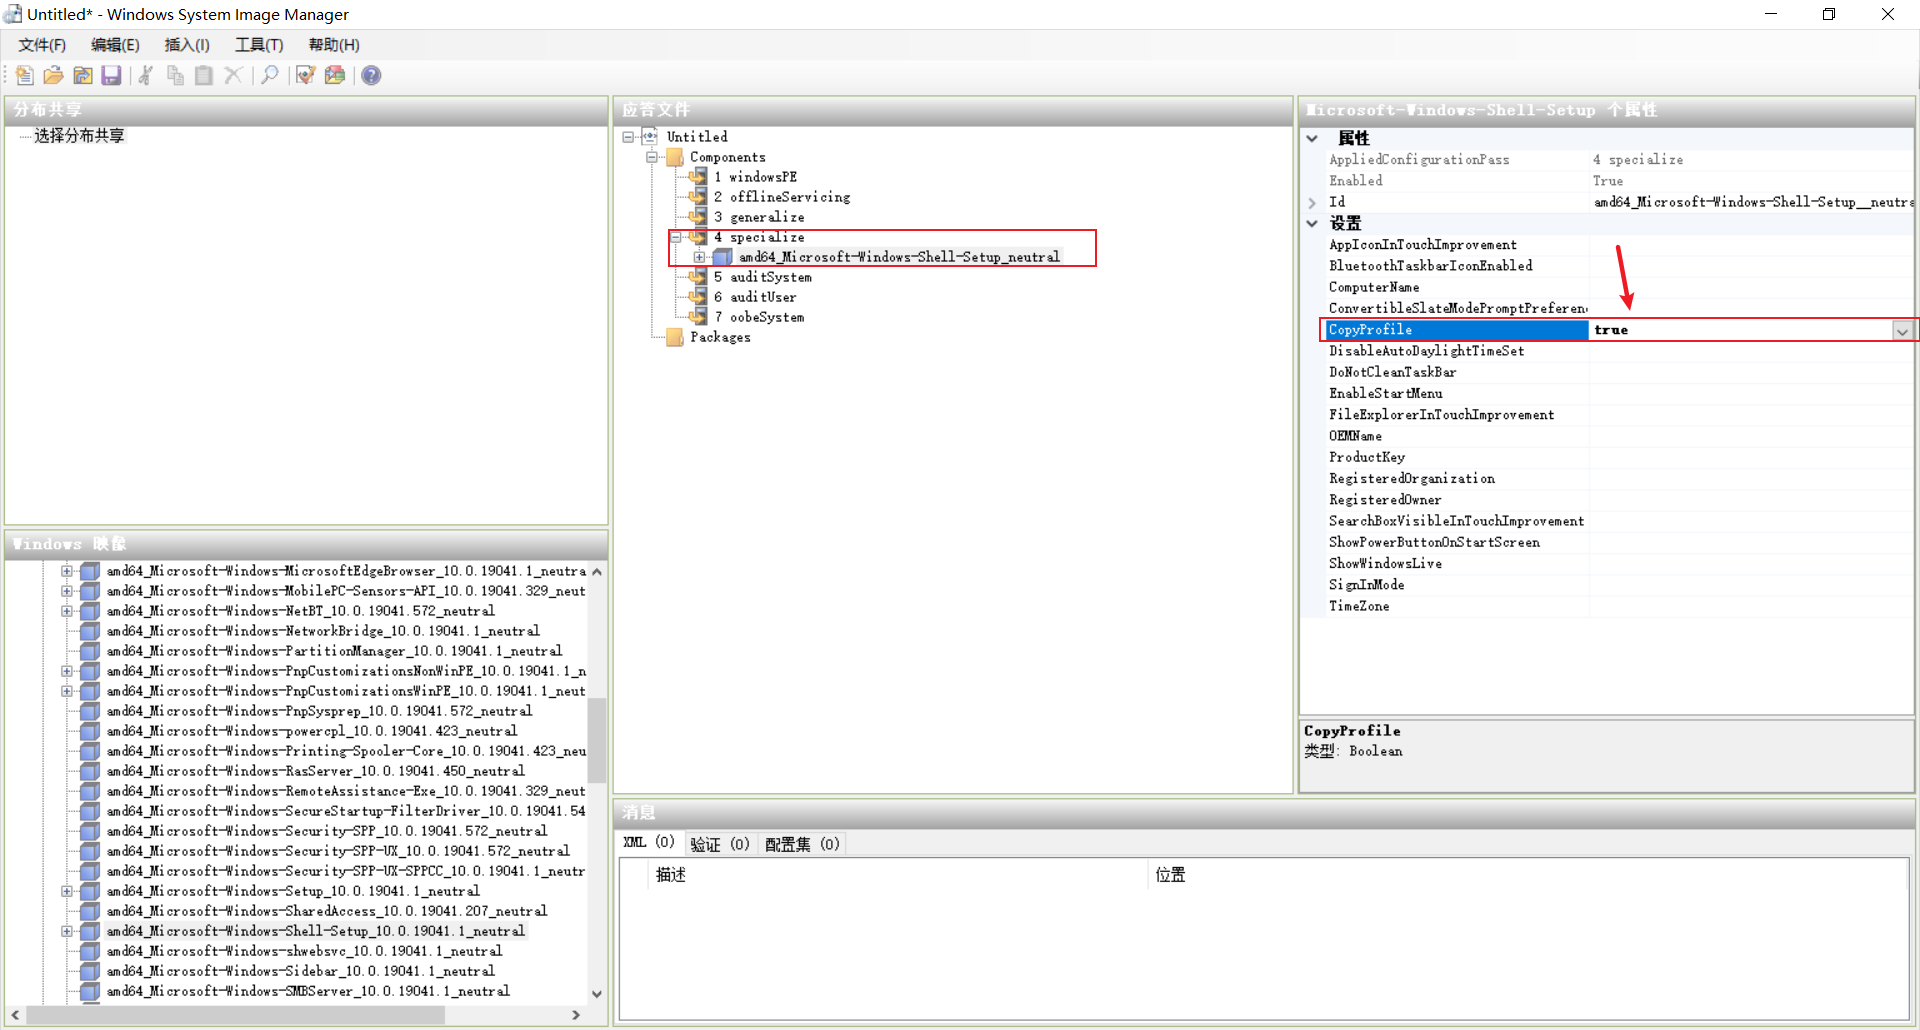 Untitled* - Windows System Image Manager
文件(F) 编辑(E) 插入(I) 工具(T) 帮助(H)
分布共享
选择分布共享
Windows 映像
amd64_Microsoft-Windows-MicrosoftEdgeBrowser_10.0.19041.1_neutra
amd64_Microsoft-Windows-MobilePC-Sensors-API_10.0.19041.329_neut
amd64_Microsoft-Windows-NetBT_10.0.19041.572_neutral
amd64_Microsoft-Windows-NetworkBridge_10.0.19041.1_neutral
amd64_Microsoft-Windows-PartitionManager_10.0.19041.1_neutral
amd64_Microsoft-Windows-PnpCustomizationsNonWinPE_10.0.19041.1_n
amd64_Microsoft-Windows-PnpCustomizationsWinPE_10.0.19041.1_neut
amd64_Microsoft-Windows-PnpSysprep_10.0.19041.572_neutral
amd64_Microsoft-Windows-powercpl_10.0.19041.423_neutral
amd64_Microsoft-Windows-Printing-Spooler-Core_10.0.19041.423_neu
amd64_Microsoft-Windows-RasServer_10.0.19041.450_neutral
amd64_Microsoft-Windows-RemoteAssistance-Exe_10.0.19041.329_neut
amd64_Microsoft-Windows-SecureStartup-FilterDriver_10.0.19041.54
amd64_Microsoft-Windows-Security-SPP_10.0.19041.572_neutral
amd64_Microsoft-Windows-Security-SPP-UX_10.0.19041.572_neutral
amd64_Microsoft-Windows-Security-SPP-UX-SPPCC_10.0.19041.1_neutr
amd64_Microsoft-Windows-Setup_10.0.19041.1_neutral
amd64_Microsoft-Windows-SharedAccess_10.0.19041.207_neutral
amd64_Microsoft-Windows-Shell-Setup_10.0.19041.1_neutral
amd64_Microsoft-Windows-shwebsvc_10.0.19041.1_neutral
amd64_Microsoft-Windows-Sidebar_10.0.19041.1_neutral
amd64_Microsoft-Windows-SMBServer_10.0.19041.1_neutral
应答文件
Untitled
Components
1 windowsPE
2 offlineServicing
3 generalize
4 specialize
amd64_Microsoft-Windows-Shell-Setup_neutral
5 auditSystem
6 auditUser
7 oobeSystem
Packages
Microsoft-Windows-Shell-Setup 个属性
属性
AppliedConfigurationPass 4 specialize
Enabled True
Id amd64_Microsoft-Windows-Shell-Setup__neutra
设置
AppIconInTouchImprovement
BluetoothTaskbarIconEnabled
ComputerName
ConvertibleSlateModePromptPreferen
CopyProfile true
DisableAutoDaylightTimeSet
DoNotCleanTaskBar
EnableStartMenu
FileExplorerInTouchImprovement
OEMName
ProductKey
RegisteredOrganization
RegisteredOwner
SearchBoxVisibleInTouchImprovement
ShowPowerButtonOnStartScreen
ShowWindowsLive
SignInMode
TimeZone
CopyProfile
类型: Boolean
消息
XML (0) 验证 (0) 配置集 (0)
描述 位置